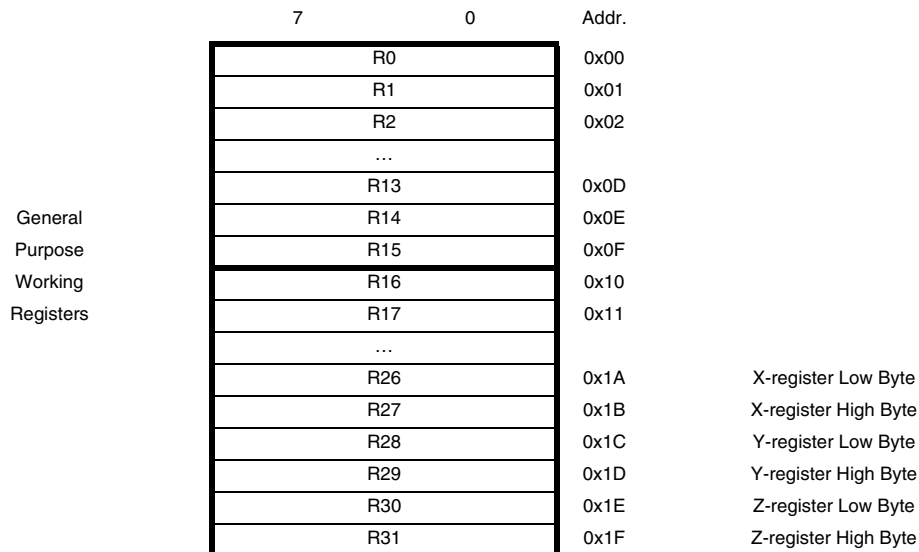 7 0 Addr.
R0 0x00
R1 0x01
R2 0x02
…
R13 0x0D
General R14 0x0E
Purpose R15 0x0F
Working R16 0x10
Registers R17 0x11
…
R26 0x1A X-register Low Byte
R27 0x1B X-register High Byte
R28 0x1C Y-register Low Byte
R29 0x1D Y-register High Byte
R30 0x1E Z-register Low Byte
R31 0x1F Z-register High Byte